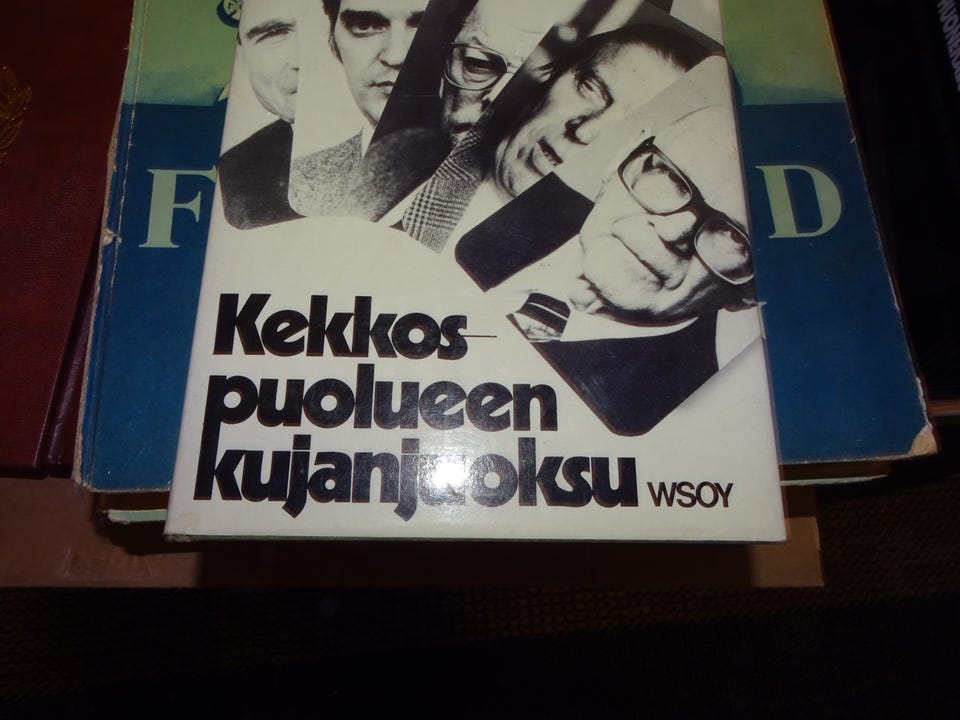 F D
Kekkos-
puolueen
kujanjuoksu WSOY